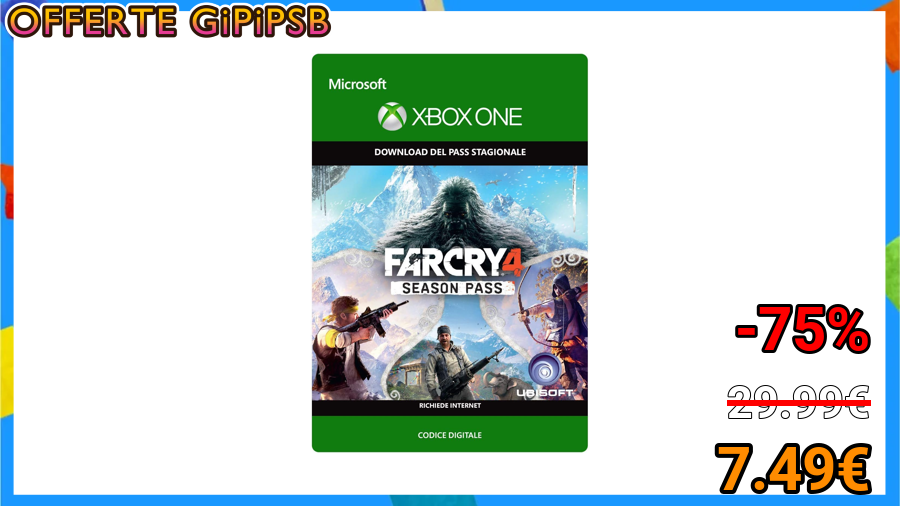 OFFERTE GiPiPSB
Microsoft
XBOX ONE
DOWNLOAD DEL PASS STAGIONALE
FARCRY4
SEASON PASS
UBISOFT
RICHIEDE INTERNET
CODICE DIGITALE
-75%
29.99€
7.49€